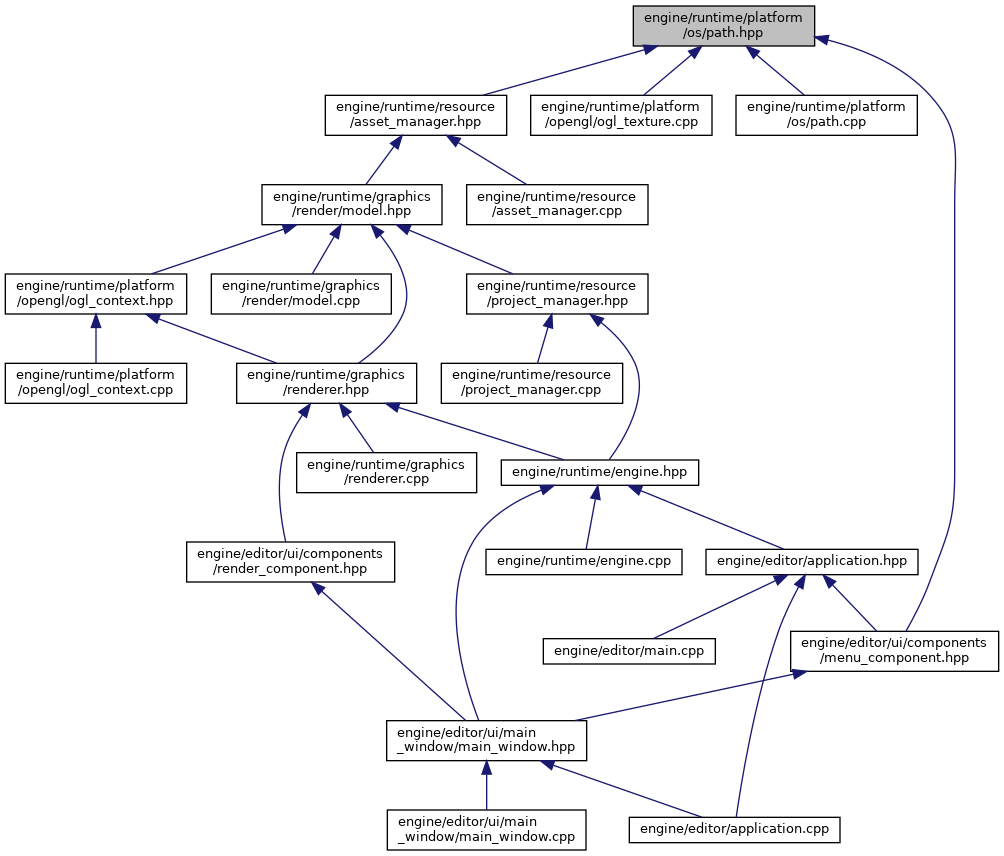 engine/runtime/platform
/os/path.hpp
engine/runtime/resource
/asset_manager.hpp
engine/runtime/platform
/opengl/ogl_texture.cpp
engine/runtime/platform
/os/path.cpp
engine/runtime/graphics
/render/model.hpp
engine/runtime/resource
/asset_manager.cpp
engine/runtime/platform
/opengl/ogl_context.hpp
engine/runtime/graphics
/render/model.cpp
engine/runtime/resource
/project_manager.hpp
engine/runtime/platform
/opengl/ogl_context.cpp
engine/runtime/graphics
/renderer.hpp
engine/runtime/resource
/project_manager.cpp
engine/runtime/graphics
/renderer.cpp
engine/runtime/engine.hpp
engine/editor/ui/components
/render_component.hpp
engine/runtime/engine.cpp
engine/editor/application.hpp
engine/editor/main.cpp
engine/editor/ui/components
/menu_component.hpp
engine/editor/ui/main
_window/main_window.hpp
engine/editor/ui/main
_window/main_window.cpp
engine/editor/application.cpp